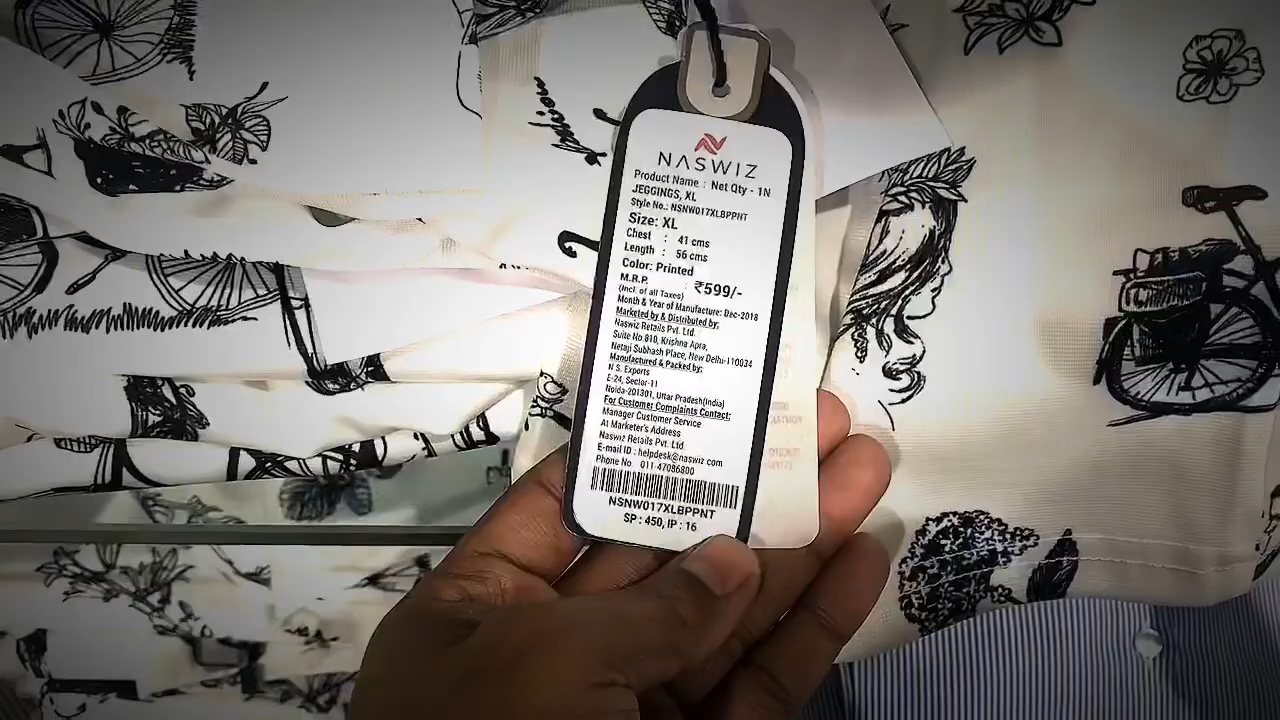 NASWIZ
Product Name : Net Qty - 1N
JEGGINGS, XL
Style No.: NSNW017XLBPPNT
Size: XL
Chest : 41 cms
Length : 56 cms
Color: Printed
M.R.P. : ₹599/-
(Incl. of all Taxes)
Month & Year of Manufacture: Dec-2018
Marketed by & Distributed by:
Naswiz Retails Pvt. Ltd.
Suite No.810, Krishna Apra,
Netaji Subhash Place, New Delhi-110034
Manufactured & Packed by:
N S. Exports
E-24, Sector-11
Noida-201301, Uttar Pradesh(India)
For Customer Complaints Contact:
Manager Customer Service
At Marketer's Address
Naswiz Retails Pvt. Ltd
E-mail ID : helpdesk@naswiz.com
Phone No 011-47086800
NSNW017XLBPPNT
SP : 450, IP : 16